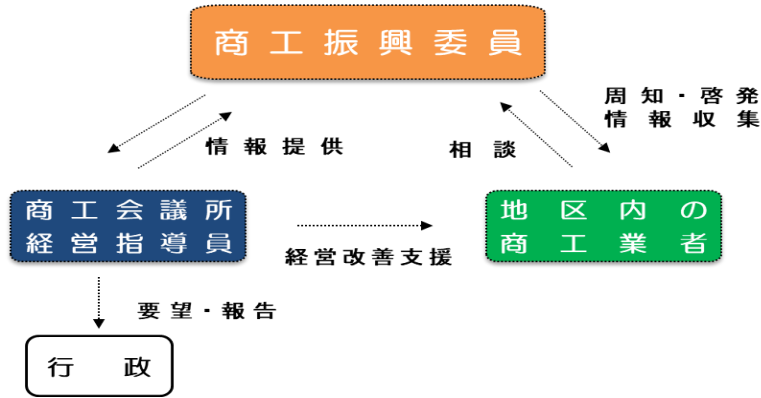 商工振興委員
周知・啓発
情報収集
情報提供
相談
商工会議所
経営指導員
地区内の
商工業者
経営改善支援
要望・報告
行政